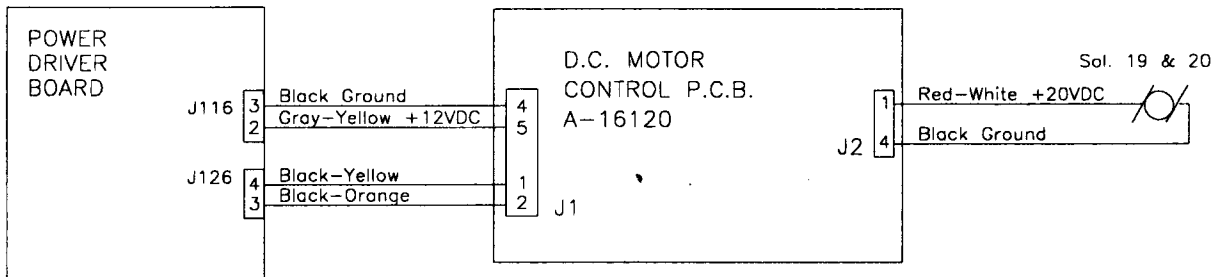 POWER
DRIVER
BOARD
J116
3
2
Black Ground
Gray-Yellow +12VDC
4
5
J126
4
3
Black-Yellow
Black-Orange
1
2
J1
D.C. MOTOR
CONTROL P.C.B.
A-16120
J2
1
4
Red-White +20VDC
Black Ground
Sol. 19 & 20